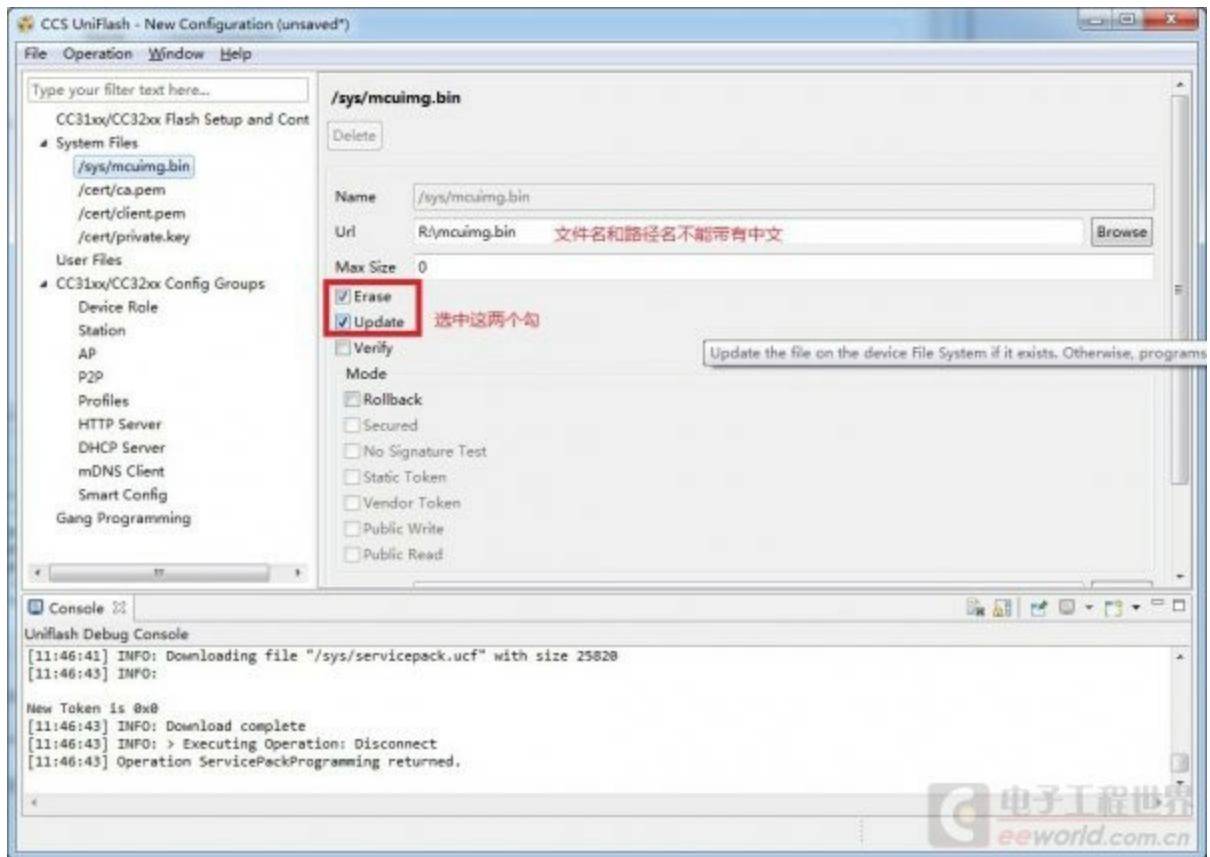 CCS UniFlash - New Configuration (unsaved*)
File Operation Window Help
Type your filter text here...
CC31xx/CC32xx Flash Setup and Cont
System Files
/sys/mcuimg.bin
/cert/ca.pem
/cert/client.pem
/cert/private.key
User Files
CC31xx/CC32xx Config Groups
Device Role
Station
AP
P2P
Profiles
HTTP Server
DHCP Server
mDNS Client
Smart Config
Gang Programming
/sys/mcuimg.bin
Delete
Name /sys/mcuimg.bin
Url R:\mcuimg.bin 文件名和路径名不能带有中文 Browse
Max Size 0
Erase
Update 选中这两个勾
Verify
Update the file on the device File System if it exists. Otherwise, programs
Mode
Rollback
Secured
No Signature Test
Static Token
Vendor Token
Public Write
Public Read
Console
Uniflash Debug Console
[11:46:41] INFO: Downloading file "/sys/servicepack.ucf" with size 25820
[11:46:43] INFO:
New Token is 0x0
[11:46:43] INFO: Download complete
[11:46:43] INFO: > Executing Operation: Disconnect
[11:46:43] Operation ServicePackProgramming returned.
电子工程世界
eeworld.com.cn